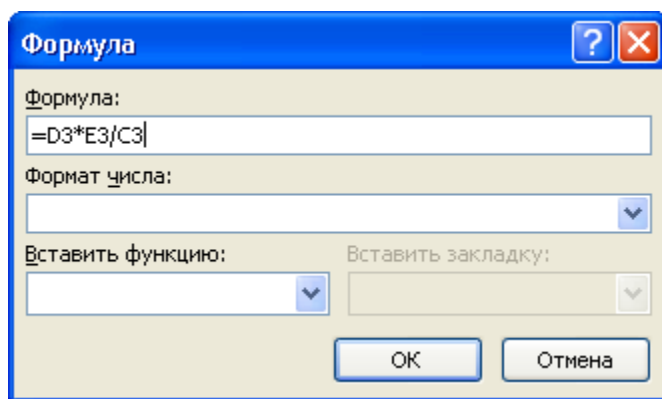 Формула
Формула:
=D3*E3/C3
Формат числа:
Вставить функцию:
Вставить закладку:
ОК
Отмена